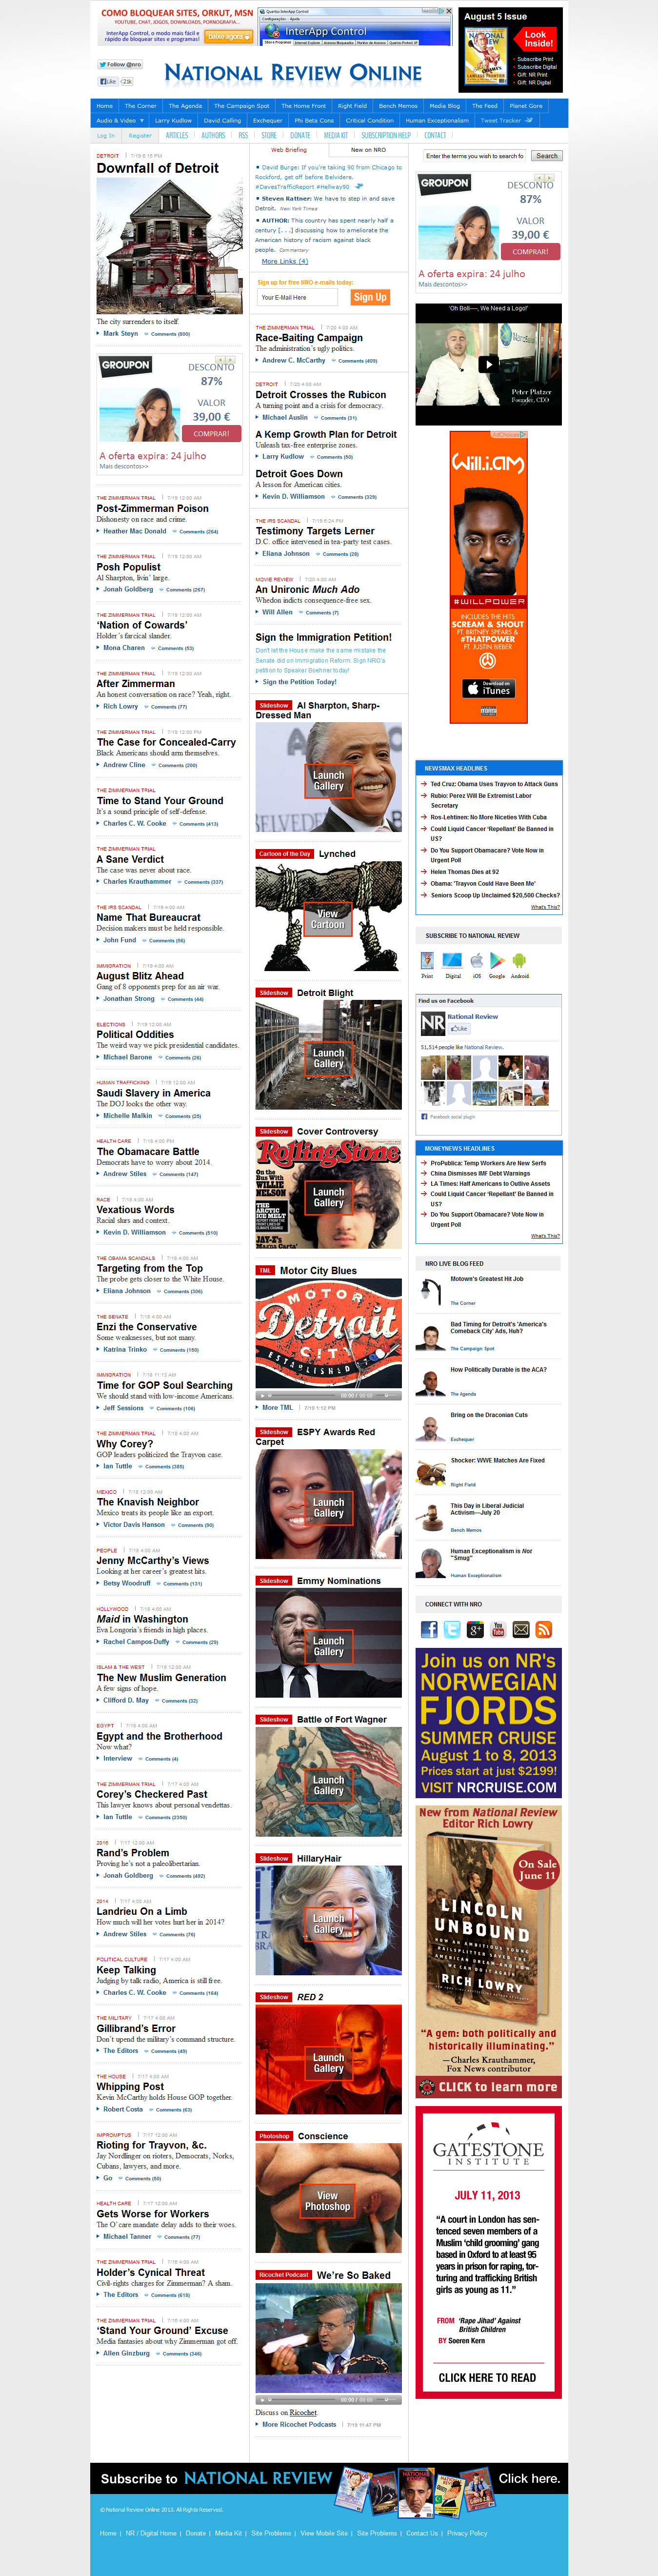 COMO BLOQUEAR SITES, ORKUT, MSN
YOUTUBE, CHAT, JOGOS, DOWNLOADS, PORNOGRAFIA...
InterApp Control, o modo mais fácil e
rápido de bloquear sites e programas!
baixe agora
InterApp Control
August 5 Issue
Look Inside!
Subscribe: Print
Subscribe: Digital
Gift: NR Print
Gift: NR Digital
Follow @nro
Like 21k
NATIONAL REVIEW ONLINE
Home The Corner The Agenda The Campaign Spot The Home Front Right Field Bench Memos Media Blog The Feed Planet Gore
Audio & Video Larry Kudlow David Calling Exchequer Phi Beta Cons Critical Condition Human Exceptionalism Tweet Tracker
Log In Register ARTICLES AUTHORS RSS STORE DONATE MEDIA KIT SUBSCRIPTION HELP CONTACT
DETROIT 7/19 6:15 PM
Downfall of Detroit
The city surrenders to itself.
Mark Steyn Comments (800)
GROUPON
DESCONTO
87%
VALOR
39,00 €
COMPRAR!
A oferta expira: 24 julho
Mais descontos>>
THE ZIMMERMAN TRIAL 7/19 12:00 AM
Post-Zimmerman Poison
Dishonesty on race and crime.
Heather Mac Donald Comments (264)
THE ZIMMERMAN TRIAL 7/19 12:00 AM
Posh Populist
Al Sharpton, livin' large.
Jonah Goldberg Comments (267)
THE ZIMMERMAN TRIAL 7/19 12:00 AM
‘Nation of Cowards’
Holder's farcical slander.
Mona Charen Comments (53)
THE ZIMMERMAN TRIAL 7/19 12:00 AM
After Zimmerman
An honest conversation on race? Yeah, right.
Rich Lowry Comments (77)
THE ZIMMERMAN TRIAL 7/19 12:00 PM
The Case for Concealed-Carry
Black Americans should arm themselves.
Andrew Cline Comments (200)
THE ZIMMERMAN TRIAL
Time to Stand Your Ground
It's a sound principle of self-defense.
Charles C. W. Cooke Comments (413)
THE ZIMMERMAN TRIAL
A Sane Verdict
The case was never about race.
Charles Krauthammer Comments (337)
THE IRS SCANDAL 7/19 4:00 AM
Name That Bureaucrat
Decision makers must be held responsible.
John Fund Comments (56)
IMMIGRATION 7/19 4:00 AM
August Blitz Ahead
Gang of 8 opponents prep for an air war.
Jonathan Strong Comments (44)
ELECTIONS 7/19 12:00 AM
Political Oddities
The weird way we pick presidential candidates.
Michael Barone Comments (26)
HUMAN TRAFFICKING 7/19 12:00 AM
Saudi Slavery in America
The DOJ looks the other way.
Michelle Malkin Comments (25)
HEALTH CARE 7/18 4:00 PM
The Obamacare Battle
Democrats have to worry about 2014.
Andrew Stiles Comments (147)
RACE 7/18 4:00 AM
Vexatious Words
Racial slurs and context.
Kevin D. Williamson Comments (510)
THE OBAMA SCANDALS 7/18 4:00 AM
Targeting from the Top
The probe gets closer to the White House.
Eliana Johnson Comments (306)
THE SENATE 7/18 4:00 AM
Enzi the Conservative
Some weaknesses, but not many.
Katrina Trinko Comments (150)
IMMIGRATION 7/18 11:13 AM
Time for GOP Soul Searching
We should stand with low-income Americans.
Jeff Sessions Comments (106)
THE ZIMMERMAN TRIAL 7/18 4:00 AM
Why Corey?
GOP leaders politicized the Trayvon case.
Ian Tuttle Comments (385)
MEXICO 7/18 12:00 AM
The Knavish Neighbor
Mexico treats its people like an export.
Victor Davis Hanson Comments (90)
PEOPLE 7/18 4:00 AM
Jenny McCarthy's Views
Looking at her career's greatest hits.
Betsy Woodruff Comments (131)
HOLLYWOOD 7/18 4:00 AM
Maid in Washington
Eva Longoria's friends in high places.
Rachel Campos-Duffy Comments (29)
ISLAM & THE WEST 7/18 12:00 AM
The New Muslim Generation
A few signs of hope.
Clifford D. May Comments (32)
EGYPT 7/18 4:00 AM
Egypt and the Brotherhood
Now what?
Interview Comments (4)
THE ZIMMERMAN TRIAL 7/17 4:00 AM
Corey's Checkered Past
This lawyer knows about personal vendettas.
Ian Tuttle Comments (2350)
2016 7/17 12:00 AM
Rand's Problem
Proving he's not a paleolibertarian.
Jonah Goldberg Comments (492)
2014 7/17 4:00 AM
Landrieu On a Limb
How much will her votes hurt her in 2014?
Andrew Stiles Comments (76)
POLITICAL CULTURE 7/17 4:00 AM
Keep Talking
Judging by talk radio, America is still free.
Charles C. W. Cooke Comments (164)
THE MILITARY 7/17 4:00 AM
Gillibrand's Error
Don't upend the military's command structure.
The Editors Comments (49)
THE HOUSE 7/17 4:00 AM
Whipping Post
Kevin McCarthy holds House GOP together.
Robert Costa Comments (63)
IMPROMPTUS 7/17 12:00 AM
Rioting for Trayvon, &c.
Jay Nordlinger on rioters, Democrats, Norks,
Cubans, lawyers, and more.
Go Comments (50)
HEALTH CARE 7/17 12:00 AM
Gets Worse for Workers
The O'care mandate delay adds to their woes.
Michael Tanner Comments (77)
THE ZIMMERMAN TRIAL 7/16 4:00 AM
Holder's Cynical Threat
Civil-rights charges for Zimmerman? A sham.
The Editors Comments (618)
THE ZIMMERMAN TRIAL 7/16 4:00 AM
‘Stand Your Ground’ Excuse
Media fantasies about why Zimmerman got off.
Allen Ginzburg Comments (346)
Web Briefing New on NRO
David Burge: If you're taking 90 from Chicago to
Rockford, get off before Belvidere.
#DavesTrafficReport #Hellway90
Steven Rattner: We have to step in and save
Detroit. New York Times
AUTHOR: This country has spent nearly half a
century [. . .] discussing how to ameliorate the
American history of racism against black
people. Commentary
More Links (4)
Sign up for free NRO e-mails today:
Your E-Mail Here Sign Up
THE ZIMMERMAN TRIAL 7/20 4:00 AM
Race-Baiting Campaign
The administration's ugly politics.
Andrew C. McCarthy Comments (409)
DETROIT 7/20 4:00 AM
Detroit Crosses the Rubicon
A turning point and a crisis for democracy.
Michael Auslin Comments (31)
A Kemp Growth Plan for Detroit
Unleash tax-free enterprise zones.
Larry Kudlow Comments (50)
Detroit Goes Down
A lesson for American cities.
Kevin D. Williamson Comments (329)
THE IRS SCANDAL 7/19 6:24 PM
Testimony Targets Lerner
D.C. office intervened in tea-party test cases.
Eliana Johnson Comments (28)
MOVIE REVIEW 7/20 4:00 AM
An Unironic Much Ado
Whedon indicts consequence-free sex.
Will Allen Comments (7)
Sign the Immigration Petition!
Don't let the House make the same mistake the
Senate did on Immigration Reform. Sign NRO's
petition to Speaker Boehner today!
Sign the Petition Today!
Slideshow Al Sharpton, Sharp-
Dressed Man
Launch Gallery
Cartoon of the Day Lynched
View Cartoon
Slideshow Detroit Blight
Launch Gallery
Slideshow Cover Controversy
Rolling Stone
On the Bus With
WILLIE
NELSON
ARCTIC
ICE MELT
JAY-Z's
Launch Gallery
TML Motor City Blues
MOTOR
Detroit
CITY
ESTABLISHED
00:00 / 00:00
More TML 7/19 1:12 PM
Slideshow ESPY Awards Red
Carpet
Launch Gallery
Slideshow Emmy Nominations
Launch Gallery
Slideshow Battle of Fort Wagner
Launch Gallery
Slideshow HillaryHair
Launch Gallery
Slideshow RED 2
Launch Gallery
Photoshop Conscience
View Photoshop
Ricochet Podcast We're So Baked
00:00 / 00:00
Discuss on Ricochet.
More Ricochet Podcasts 7/19 11:47 PM
Enter the terms you wish to search fo Search
GROUPON
DESCONTO
87%
VALOR
39,00 €
COMPRAR!
A oferta expira: 24 julho
Mais descontos>>
'Oh Boll—, We Need a Logo!'
Peter Platzer
Founder, CEO
will.i.am
#WILLPOWER
INCLUDES THE HITS
SCREAM & SHOUT
FT. BRITNEY SPEARS &
#THATPOWER
FT. JUSTIN BIEBER
Download on
iTunes
NEWSMAX HEADLINES
Ted Cruz: Obama Uses Trayvon to Attack Guns
Rubio: Perez Will Be Extremist Labor
Secretary
Ros-Lehtinen: No More Niceties With Cuba
Could Liquid Cancer 'Repellant' Be Banned in
US?
Do You Support Obamacare? Vote Now in
Urgent Poll
Helen Thomas Dies at 92
Obama: 'Trayvon Could Have Been Me'
Seniors Scoop Up Unclaimed $20,500 Checks?
What's This?
SUBSCRIBE TO NATIONAL REVIEW
Print Digital iOS Google Android
Find us on Facebook
NR National Review
Like
51,514 people like National Review.
Facebook social plugin
MONEYNEWS HEADLINES
ProPublica: Temp Workers Are New Serfs
China Dismisses IMF Debt Warnings
LA Times: Half Americans to Outlive Assets
Could Liquid Cancer 'Repellant' Be Banned in
US?
Do You Support Obamacare? Vote Now in
Urgent Poll
What's This?
NRO LIVE BLOG FEED
Motown's Greatest Hit Job
The Corner
Bad Timing for Detroit's 'America's
Comeback City' Ads, Huh?
The Campaign Spot
How Politically Durable is the ACA?
The Agenda
Bring on the Draconian Cuts
Exchequer
Shocker: WWE Matches Are Fixed
Right Field
This Day in Liberal Judicial
Activism—July 20
Bench Memos
Human Exceptionalism is Not
"Smug"
Human Exceptionalism
CONNECT WITH NRO
Join us on NR's
NORWEGIAN
FJORDS
SUMMER CRUISE
AUGUST 1 to 8, 2013
Prices start at just $2199!
VISIT NRCRUISE.COM
New from National Review
Editor Rich Lowry
On Sale
June 11
LINCOLN
UNBOUND
RICH LOWRY
"A gem: both politically and
historically illuminating."
—Charles Krauthammer,
Fox News contributor
CLICK to learn more
GATESTONE
INSTITUTE
JULY 11, 2013
"A court in London has sen-
tenced seven members of a
Muslim 'child grooming' gang
based in Oxford to at least 95
years in prison for raping, tor-
turing and trafficking British
girls as young as 11."
FROM 'Rape Jihad' Against
British Children
BY Soeren Kern
CLICK HERE TO READ
Subscribe to NATIONAL REVIEW Click here.
© National Review Online 2013. All Rights Reserved.
Home | NR / Digital Home | Donate | Media Kit | Site Problems | View Mobile Site | Site Problems | Contact Us | Privacy Policy